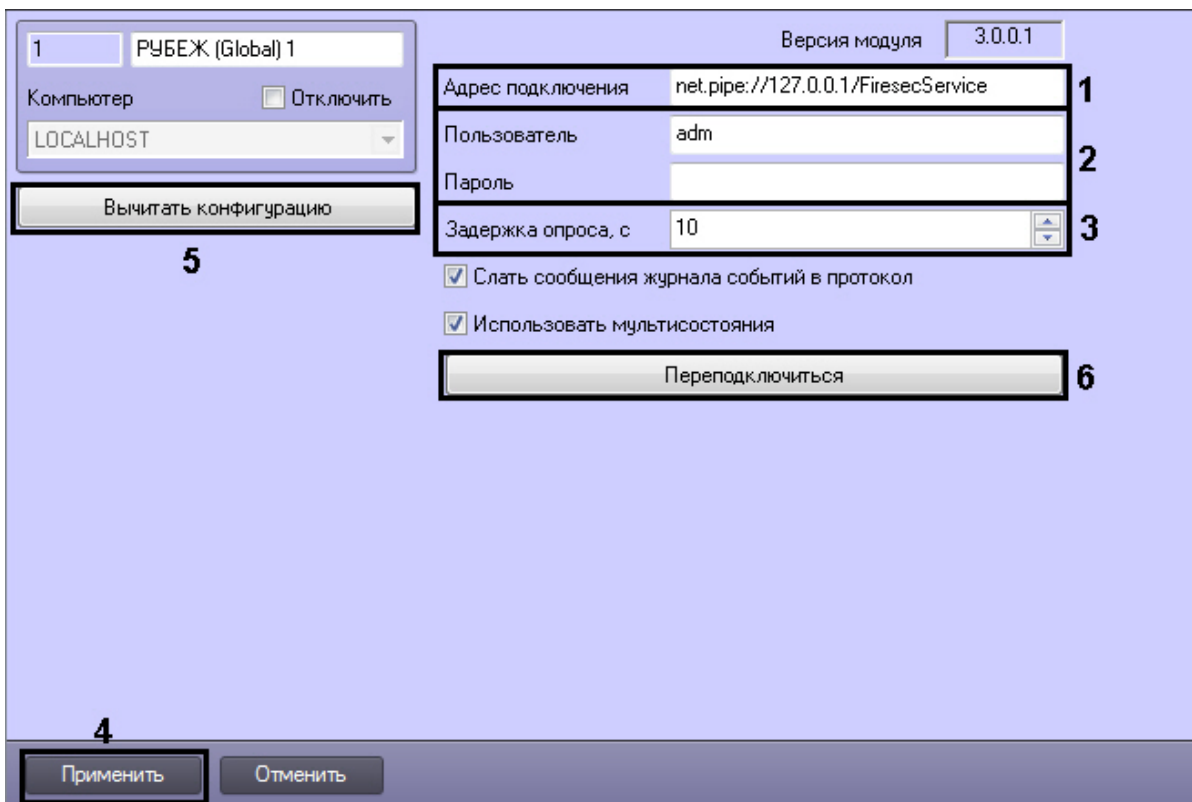 1 РУБЕЖ (Global) 1
Компьютер Отключить
LOCALHOST
Вычитать конфигурацию
5
Версия модуля 3.0.0.1
Адрес подключения net.pipe://127.0.0.1/FiresecService 1
Пользователь adm
2
Пароль
Задержка опроса, с 10 3
Слать сообщения журнала событий в протокол
Использовать мультисостояния
Переподключиться 6
4
Применить Отменить